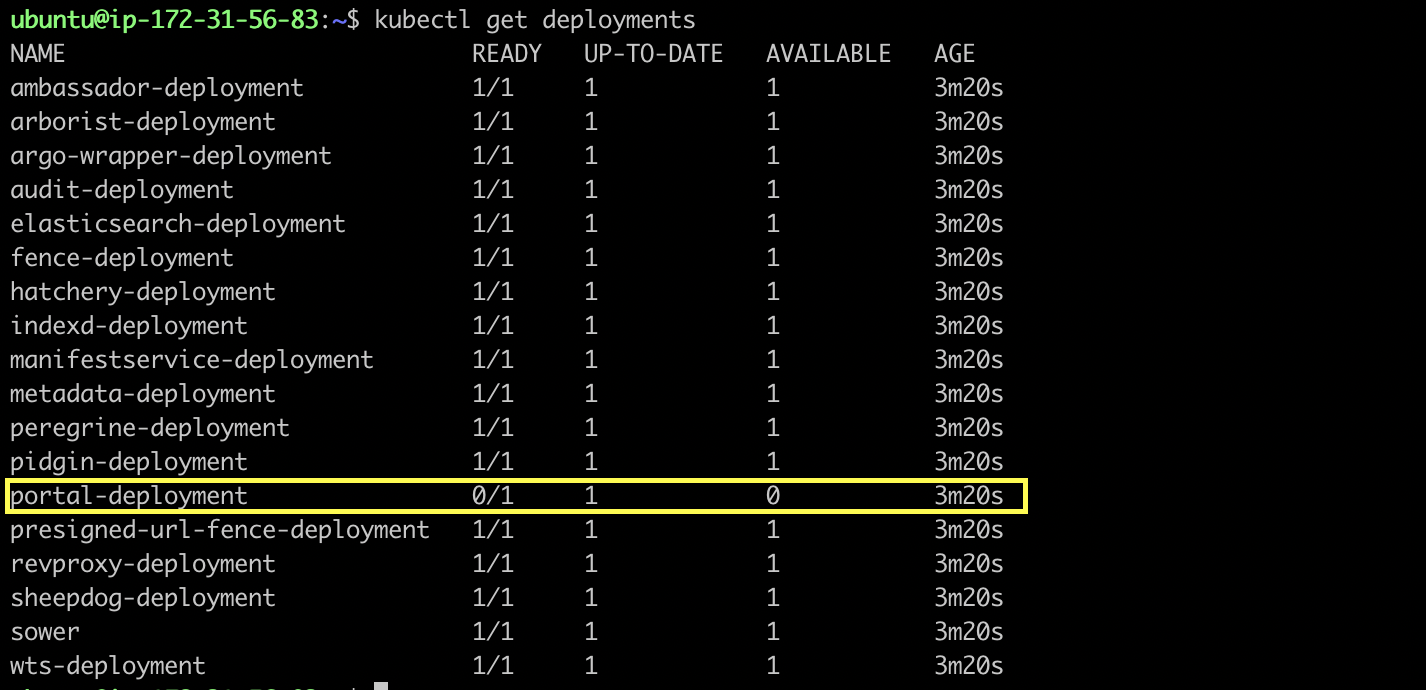 ubuntu@ip-172-31-56-83:~$ kubectl get deployments
NAME READY UP-TO-DATE AVAILABLE AGE
ambassador-deployment 1/1 1 1 3m20s
arborist-deployment 1/1 1 1 3m20s
argo-wrapper-deployment 1/1 1 1 3m20s
audit-deployment 1/1 1 1 3m20s
elasticsearch-deployment 1/1 1 1 3m20s
fence-deployment 1/1 1 1 3m20s
hatchery-deployment 1/1 1 1 3m20s
indexd-deployment 1/1 1 1 3m20s
manifestservice-deployment 1/1 1 1 3m20s
metadata-deployment 1/1 1 1 3m20s
peregrine-deployment 1/1 1 1 3m20s
pidgin-deployment 1/1 1 1 3m20s
portal-deployment 0/1 1 0 3m20s
presigned-url-fence-deployment 1/1 1 1 3m20s
revproxy-deployment 1/1 1 1 3m20s
sheepdog-deployment 1/1 1 1 3m20s
sower 1/1 1 1 3m20s
wts-deployment 1/1 1 1 3m20s